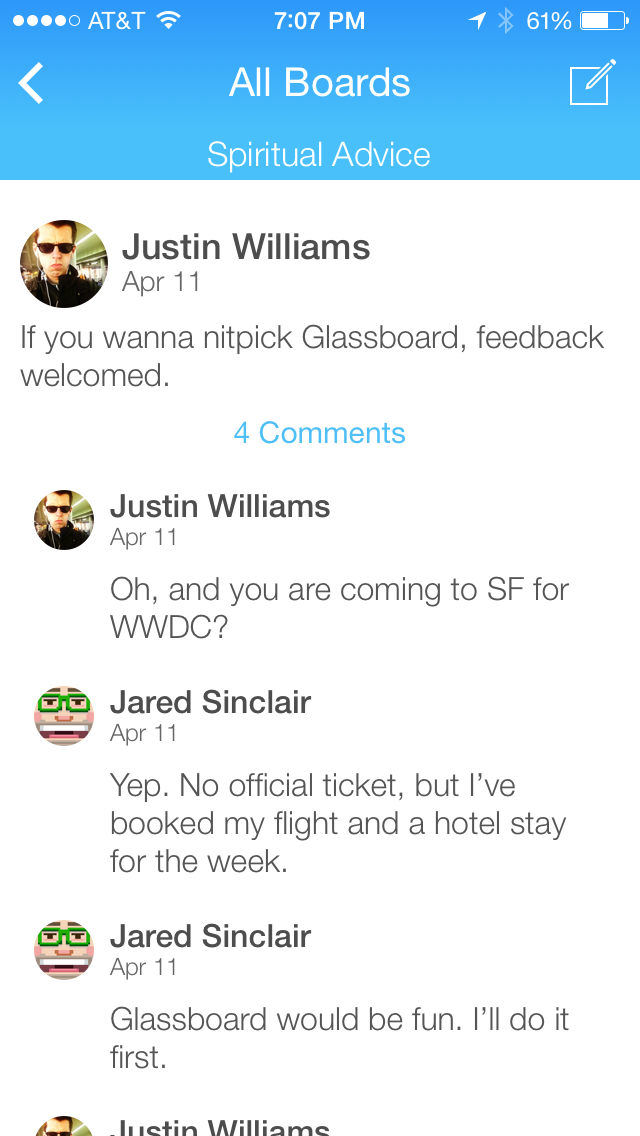 AT&T 7:07 PM 61%
All Boards
Spiritual Advice
Justin Williams
Apr 11
If you wanna nitpick Glassboard, feedback
welcomed.
4 Comments
Justin Williams
Apr 11
Oh, and you are coming to SF for
WWDC?
Jared Sinclair
Apr 11
Yep. No official ticket, but I’ve
booked my flight and a hotel stay
for the week.
Jared Sinclair
Apr 11
Glassboard would be fun. I’ll do it
first.
Justin Williams